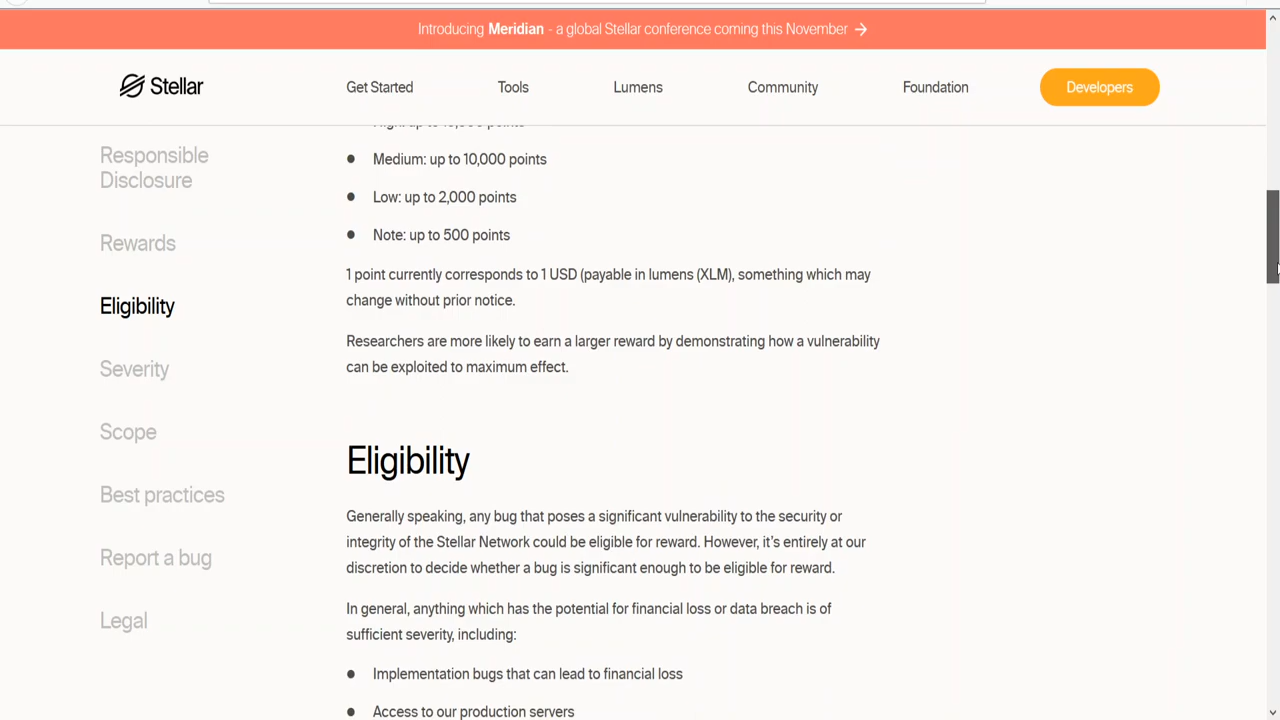 Introducing Meridian - a global Stellar conference coming this November →
Stellar
Get Started
Tools
Lumens
Community
Foundation
Developers
Responsible
Disclosure
Rewards
Eligibility
Severity
Scope
Best practices
Report a bug
Legal
• Medium: up to 10,000 points
• Low: up to 2,000 points
• Note: up to 500 points
1 point currently corresponds to 1 USD (payable in lumens (XLM), something which may
change without prior notice.
Researchers are more likely to earn a larger reward by demonstrating how a vulnerability
can be exploited to maximum effect.
Eligibility
Generally speaking, any bug that poses a significant vulnerability to the security or
integrity of the Stellar Network could be eligible for reward. However, it’s entirely at our
discretion to decide whether a bug is significant enough to be eligible for reward.
In general, anything which has the potential for financial loss or data breach is of
sufficient severity, including:
• Implementation bugs that can lead to financial loss
• Access to our production servers